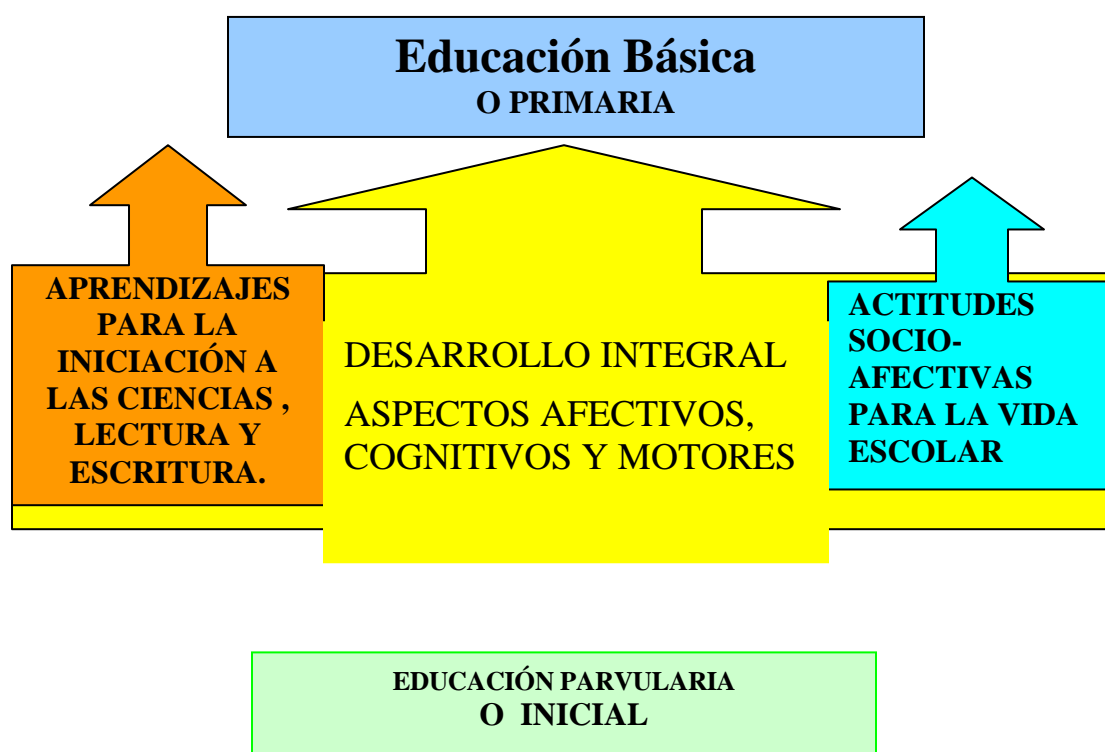 Educación Básica
O PRIMARIA
APRENDIZAJES
PARA LA
INICIACIÓN A
LAS CIENCIAS ,
LECTURA Y
ESCRITURA.
DESARROLLO INTEGRAL
ASPECTOS AFECTIVOS,
COGNITIVOS Y MOTORES
ACTITUDES
SOCIO-
AFECTIVAS
PARA LA VIDA
ESCOLAR
EDUCACIÓN PARVULARIA
O INICIAL